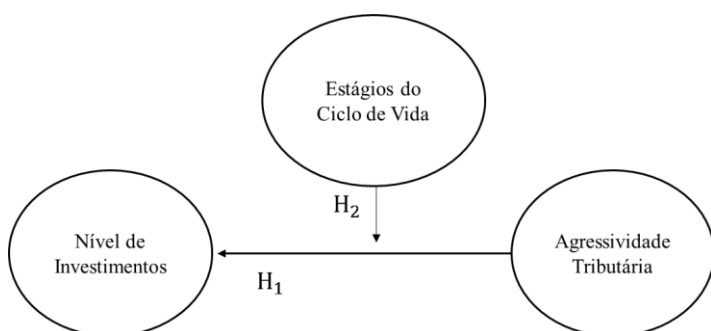 Estágios do
Ciclo de Vida
H₂
Nível de
Investimentos
Agressividade
Tributária
H₁